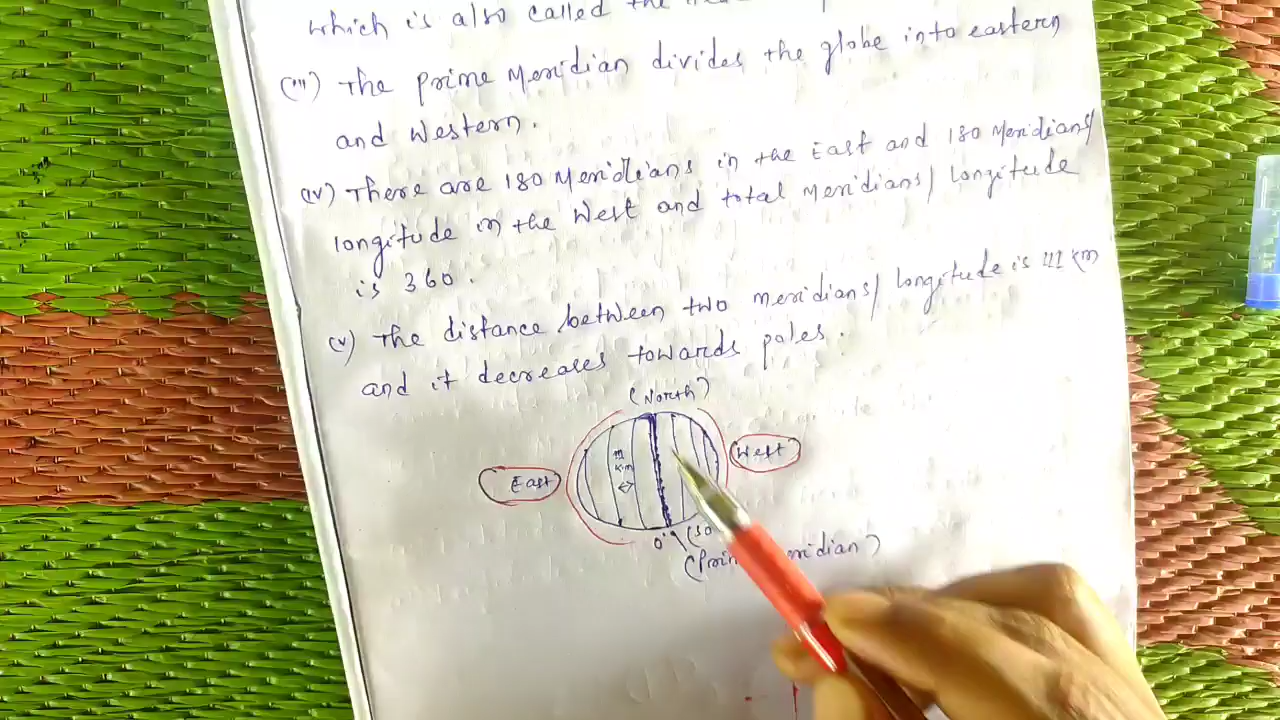 which is also called the
(iii) The prime Meridian divides the globe into eastern
and Western.
(iv) There are 180 Meridians in the East and 180 Meridians/
longitude in the West and total Meridians/longitude
is 360.
(v) The distance between two meridians/longitude is 111 km
and it decreases towards poles.
(North)
West
111
km
East
0°
(Meridian)